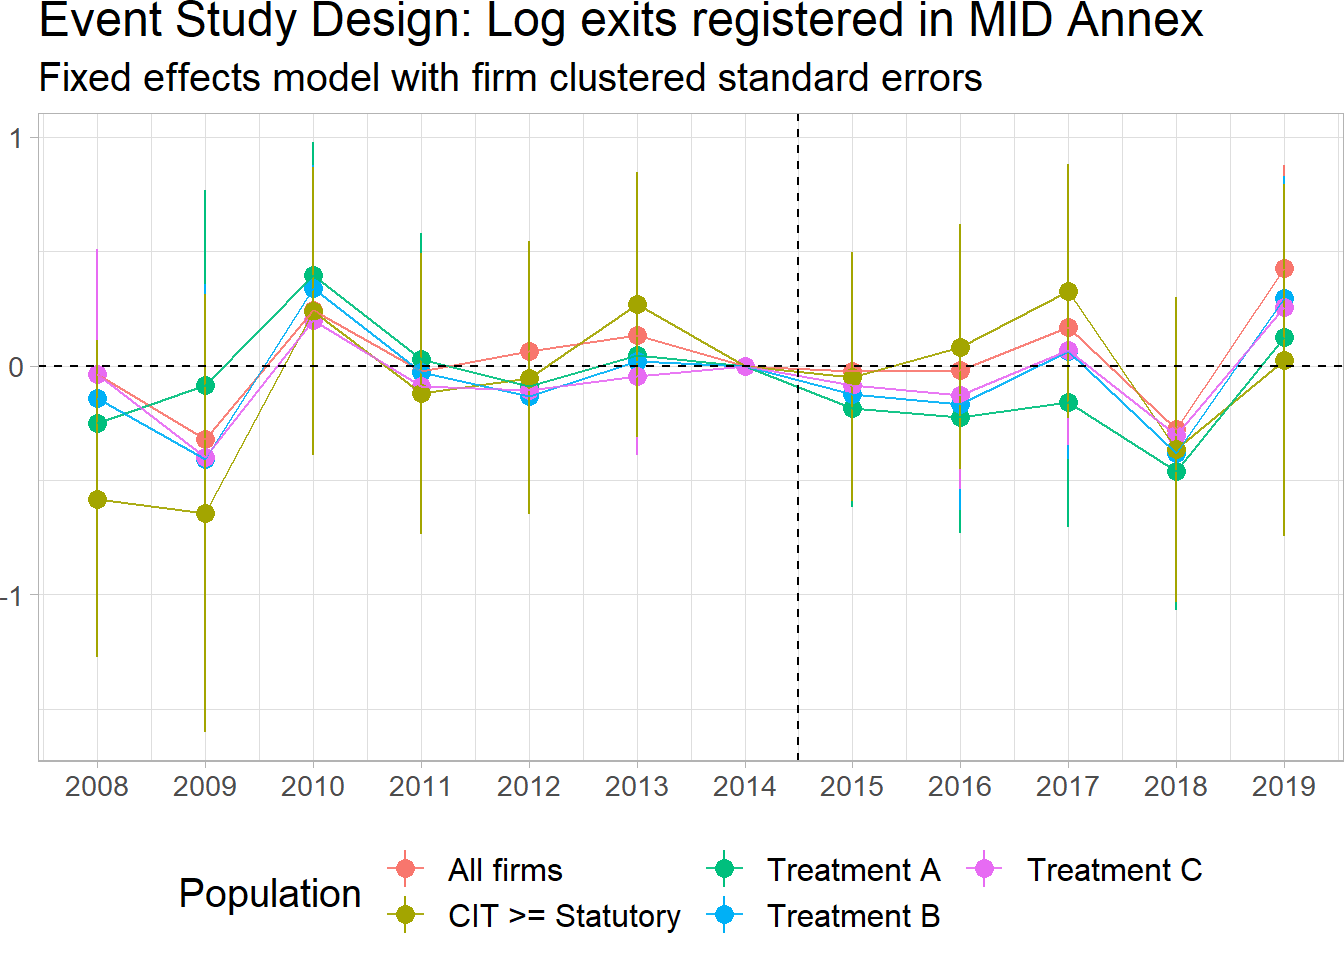 Event Study Design: Log exits registered in MID Annex
Fixed effects model with firm clustered standard errors
1
0
-1
2008 2009 2010 2011 2012 2013 2014 2015 2016 2017 2018 2019
Population
All firms
CIT >= Statutory
Treatment A
Treatment B
Treatment C